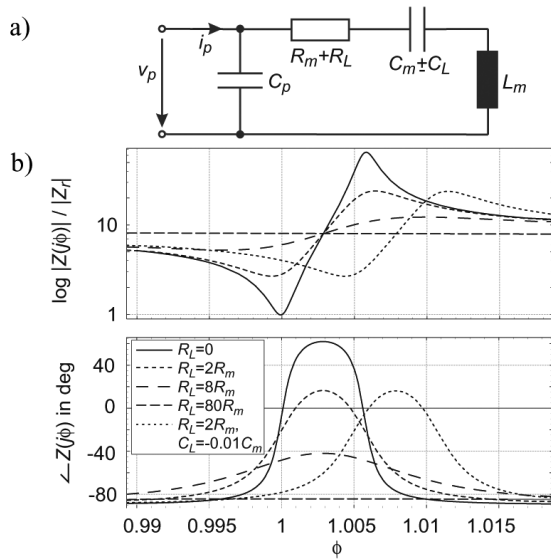 a)
i_p
v_p
C_p
R_m+R_L
C_m±C_L
L_m
b)
log |Z(jϕ)| / |Z_r|
10
1
∠Z(jϕ) in deg
40
0
-40
-80
R_L=0
R_L=2R_m
R_L=8R_m
R_L=80R_m
R_L=2R_m,
C_L=-0.01C_m
0.99 0.995 1 1.005 1.01 1.015
ϕ